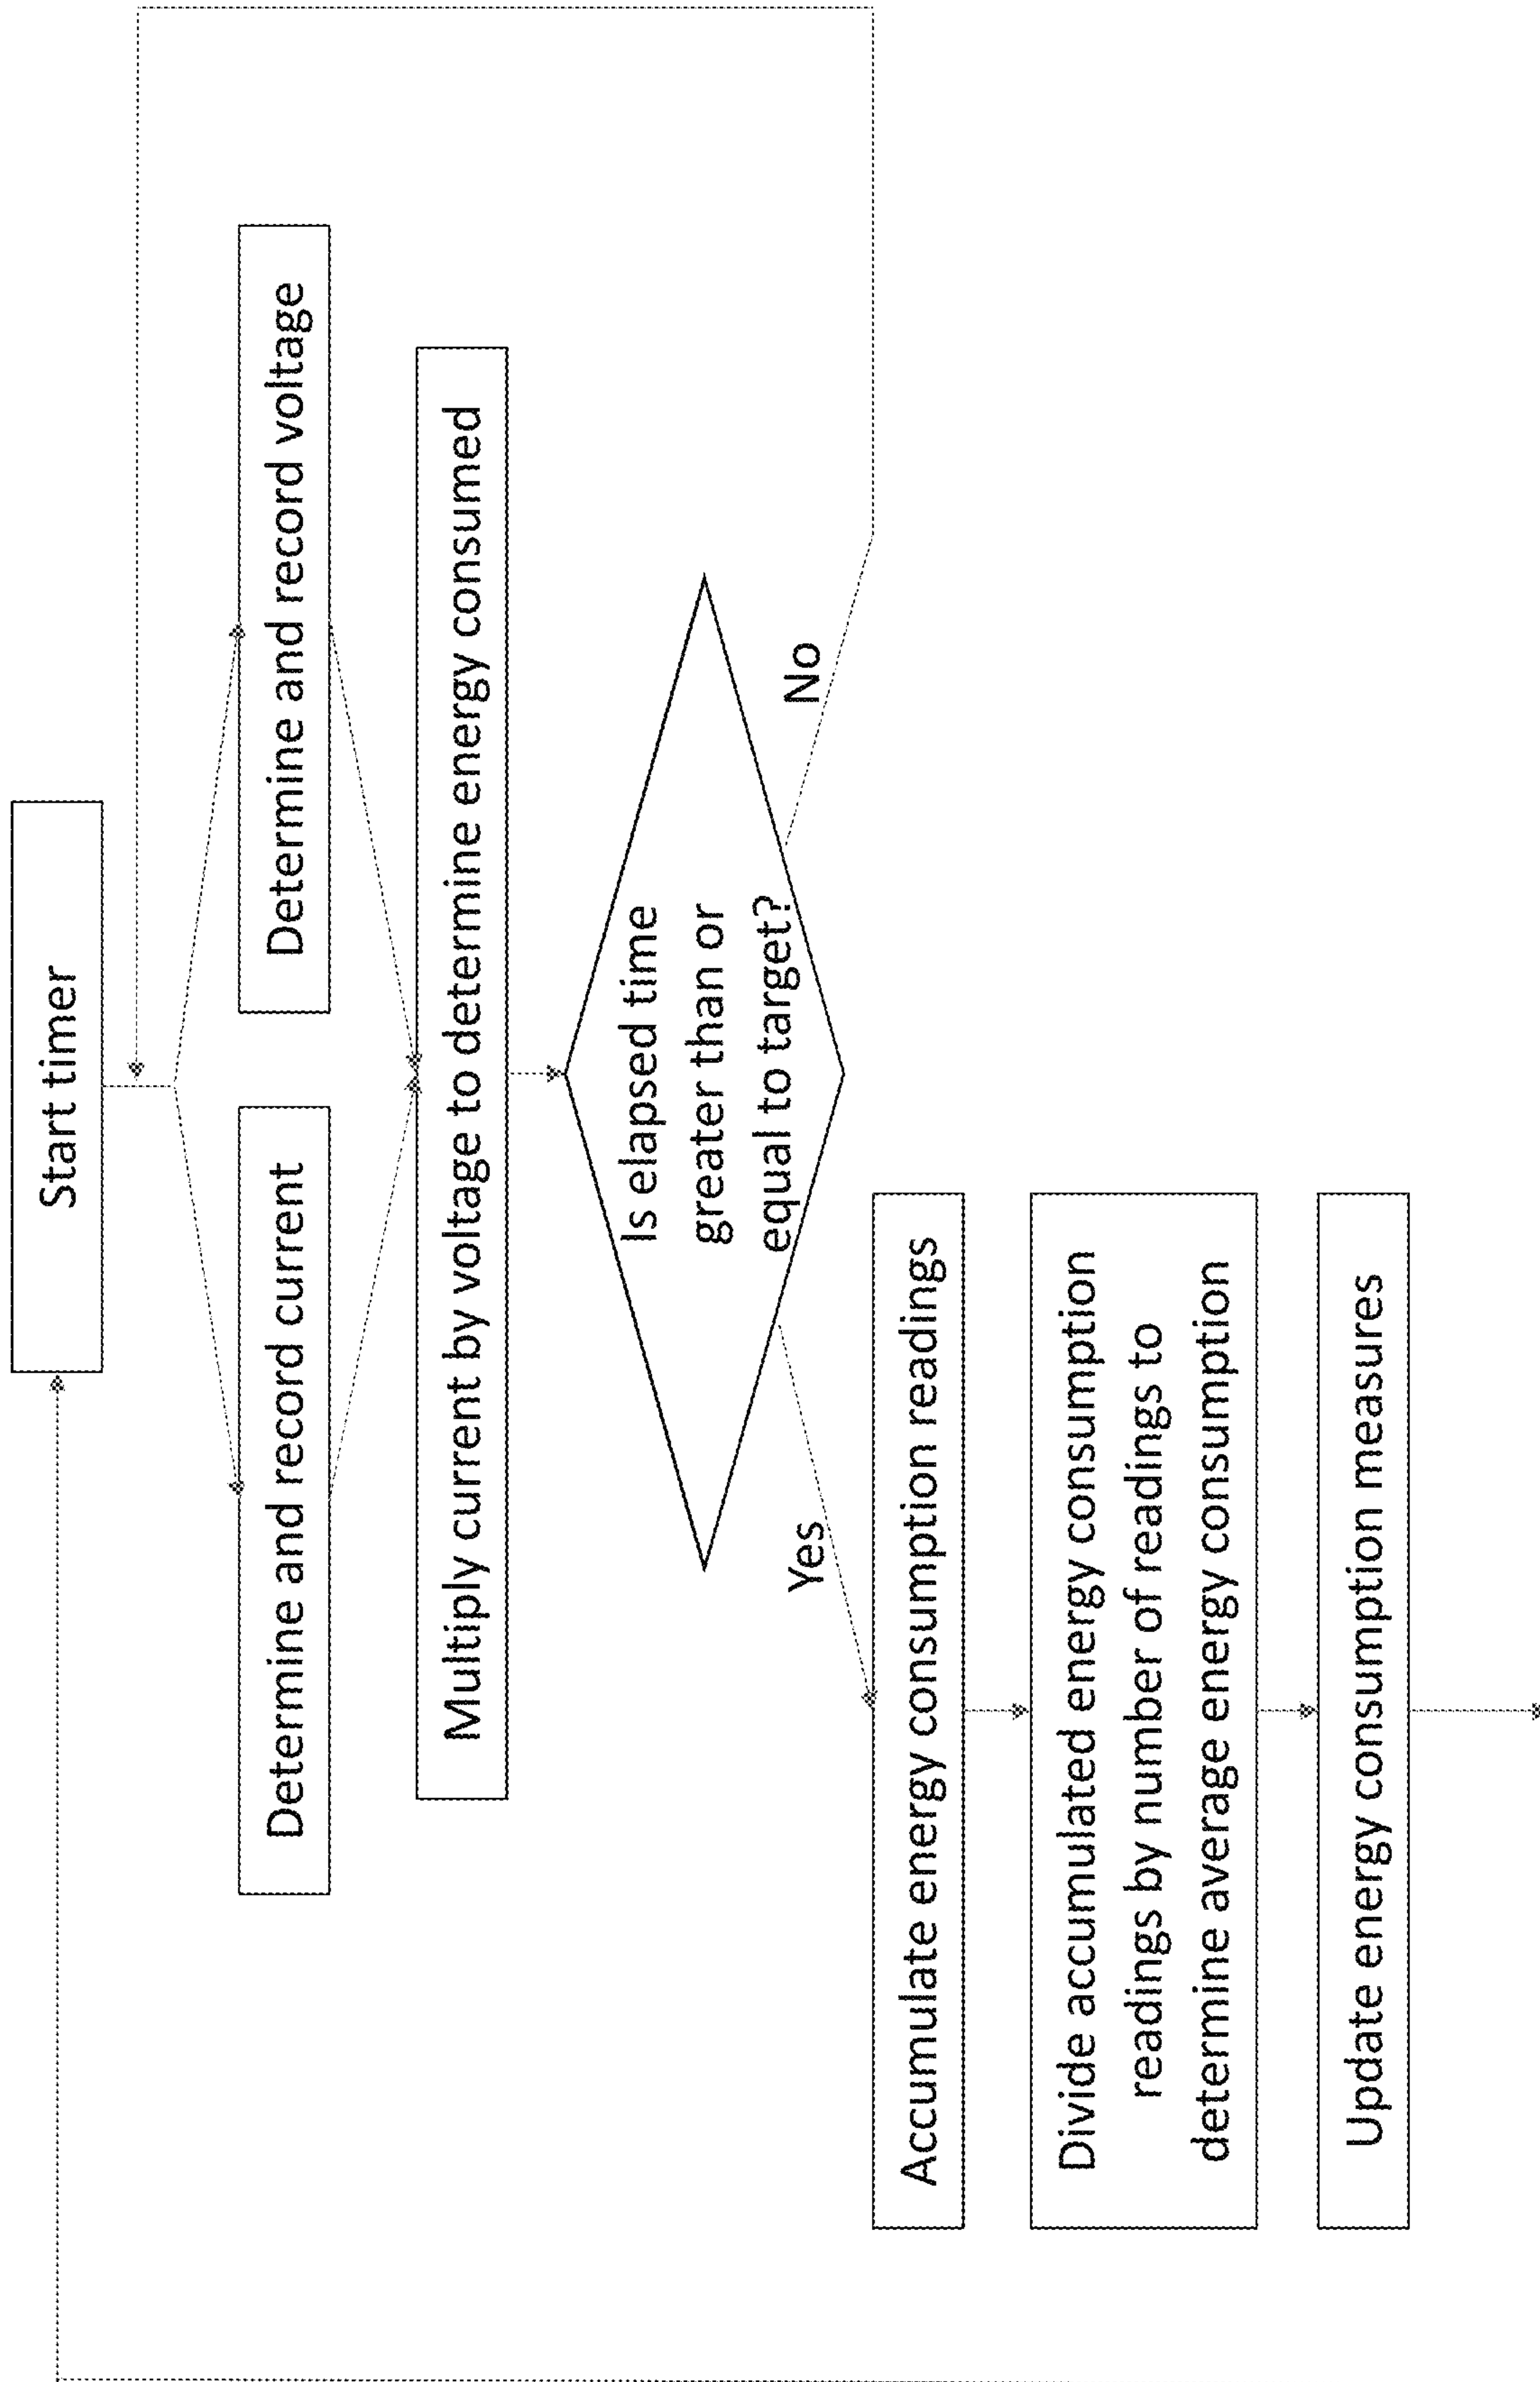 Start timer
Determine and record current
Determine and record voltage
Multiply current by voltage to determine energy consumed
Is elapsed time
greater than or
equal to target?
Yes
No
Accumulate energy consumption readings
Divide accumulated energy consumption
readings by number of readings to
determine average energy consumption
Update energy consumption measures